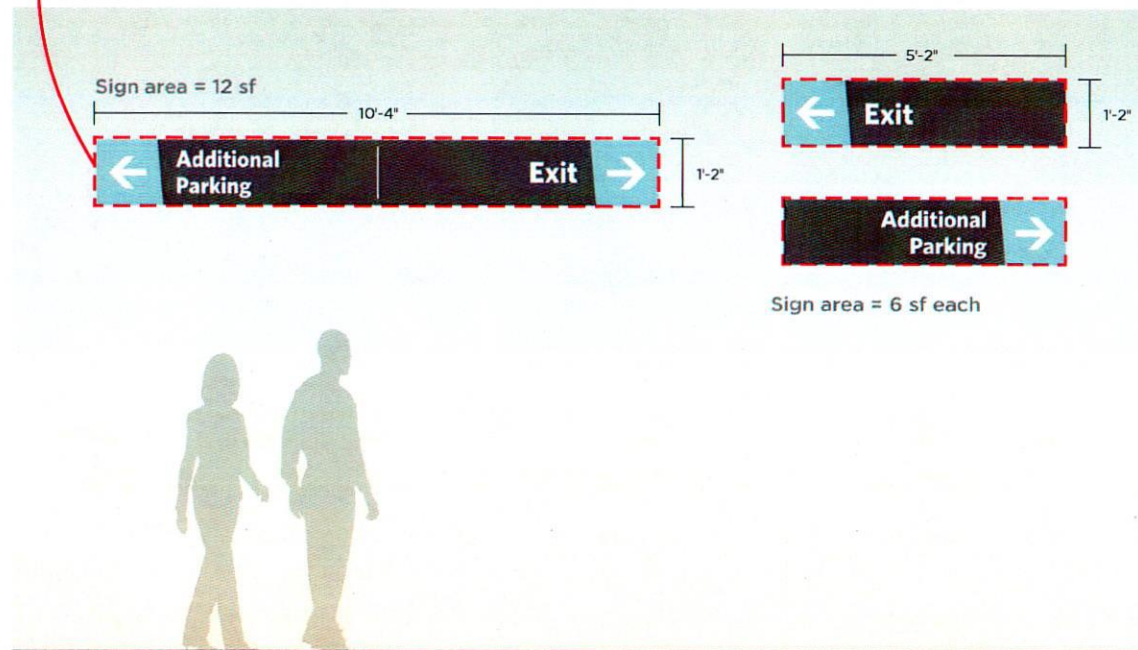 Sign area = 12 sf
10'-4"
← Additional
Parking
Exit →
1'-2"
5'-2"
← Exit
1'-2"
Additional
Parking →
Sign area = 6 sf each